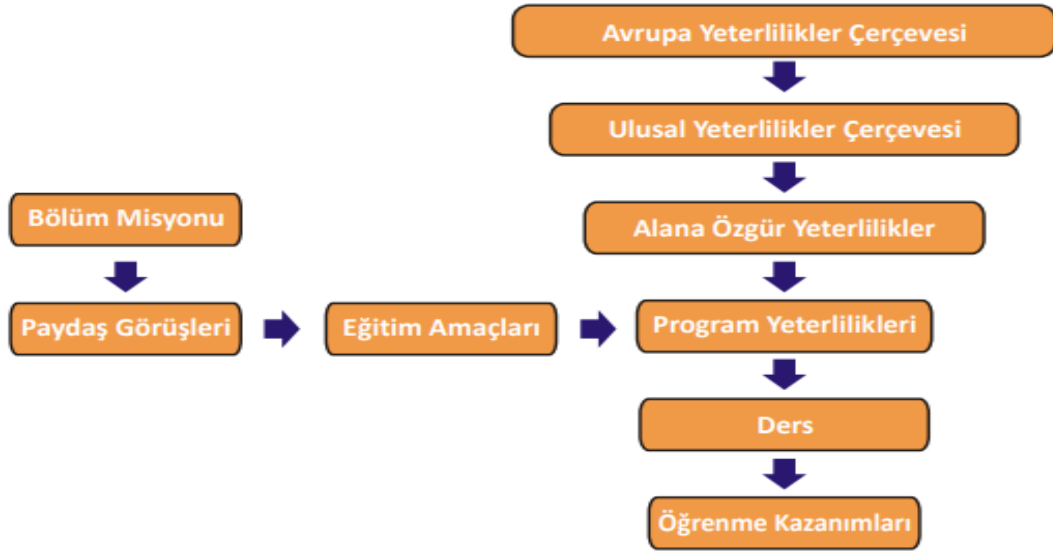 Avrupa Yeterlilikler Çerçevesi
Ulusal Yeterlilikler Çerçevesi
Bölüm Misyonu
Alana Özgür Yeterlilikler
Paydaş Görüşleri
Eğitim Amaçları
Program Yeterlilikleri
Ders
Öğrenme Kazanımları